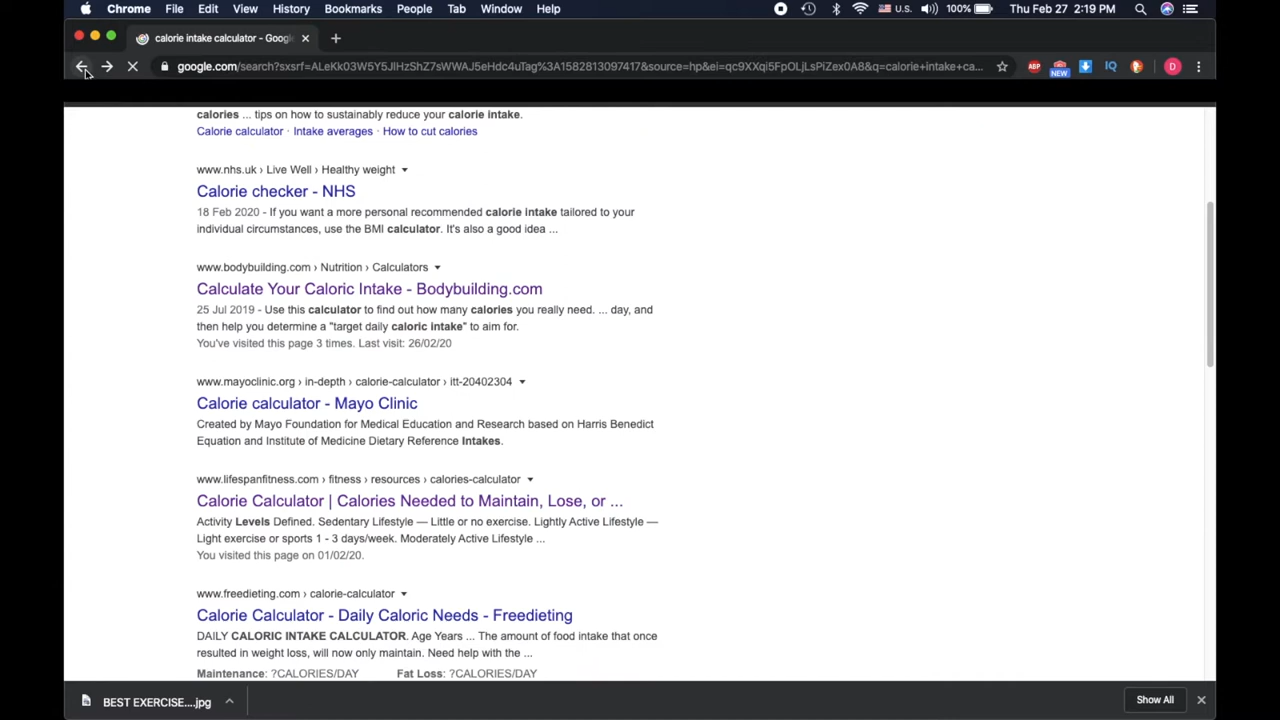 Chrome File Edit View History Bookmarks People Tab Window Help U.S. 100% Thu Feb 27 2:19 PM
calorie intake calculator - Googl
google.com/search?sxsrf=ALeKk03W5Y5JlHzShZ7sWWAJ5eHdc4uTag%3A1582813097417&source=hp&ei=qc9XXqi5FpOLjLsPiZex0A8&q=calorie+intake+ca... ABP NEW IQ D
calories ... tips on how to sustainably reduce your calorie intake.
Calorie calculator · Intake averages · How to cut calories
www.nhs.uk › Live Well › Healthy weight
Calorie checker - NHS
18 Feb 2020 - If you want a more personal recommended calorie intake tailored to your
individual circumstances, use the BMI calculator. It's also a good idea ...
www.bodybuilding.com › Nutrition › Calculators
Calculate Your Caloric Intake - Bodybuilding.com
25 Jul 2019 - Use this calculator to find out how many calories you really need. ... day, and
then help you determine a "target daily caloric intake" to aim for.
You've visited this page 3 times. Last visit: 26/02/20
www.mayoclinic.org › in-depth › calorie-calculator › itt-20402304
Calorie calculator - Mayo Clinic
Created by Mayo Foundation for Medical Education and Research based on Harris Benedict
Equation and Institute of Medicine Dietary Reference Intakes.
www.lifespanfitness.com › fitness › resources › calories-calculator
Calorie Calculator | Calories Needed to Maintain, Lose, or ...
Activity Levels Defined. Sedentary Lifestyle — Little or no exercise. Lightly Active Lifestyle —
Light exercise or sports 1 - 3 days/week. Moderately Active Lifestyle ...
You visited this page on 01/02/20.
www.freedieting.com › calorie-calculator
Calorie Calculator - Daily Caloric Needs - Freedieting
DAILY CALORIC INTAKE CALCULATOR. Age Years ... The amount of food intake that once
resulted in weight loss, will now only maintain. Need help with the ...
Maintenance: ?CALORIES/DAY Fat Loss: ?CALORIES/DAY
BEST EXERCISE....jpg Show All